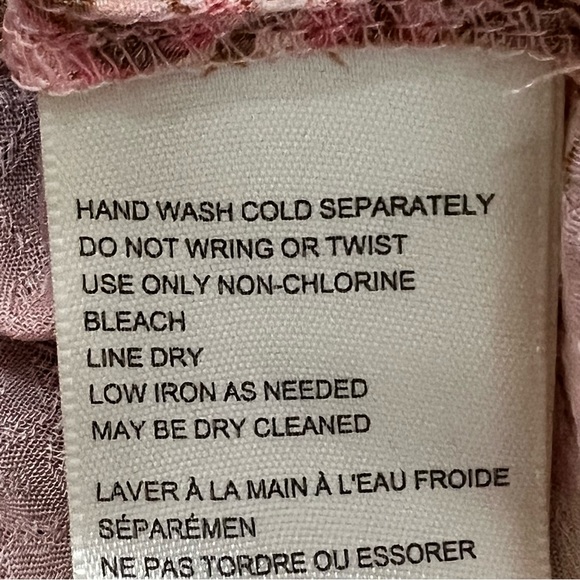 HAND WASH COLD SEPARATELY
DO NOT WRING OR TWIST
USE ONLY NON-CHLORINE
BLEACH
LINE DRY
LOW IRON AS NEEDED
MAY BE DRY CLEANED
LAVER À LA MAIN À L'EAU FROIDE
SÉPARÉMEN
NE PAS TORDRE OU ESSORER